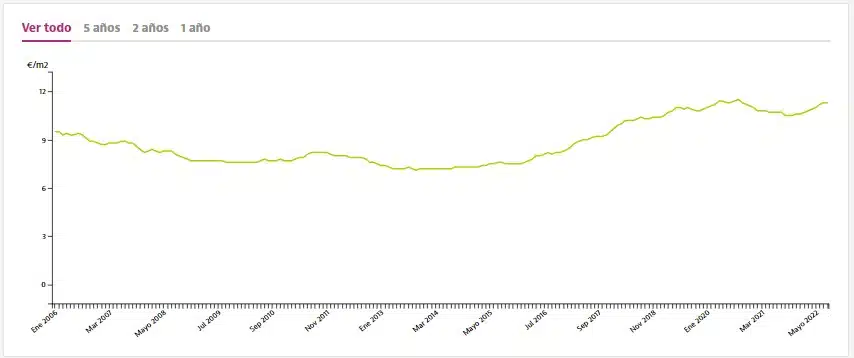 Ver todo 5 años 2 años 1 año
€/m2
12
9
6
3
0
Ene 2006 Mar 2007 Mayo 2008 Jul 2009 Sep 2010 Nov 2011 Ene 2013 Mar 2014 Mayo 2015 Jul 2016 Sep 2017 Nov 2018 Ene 2020 Mar 2021 Mayo 2022